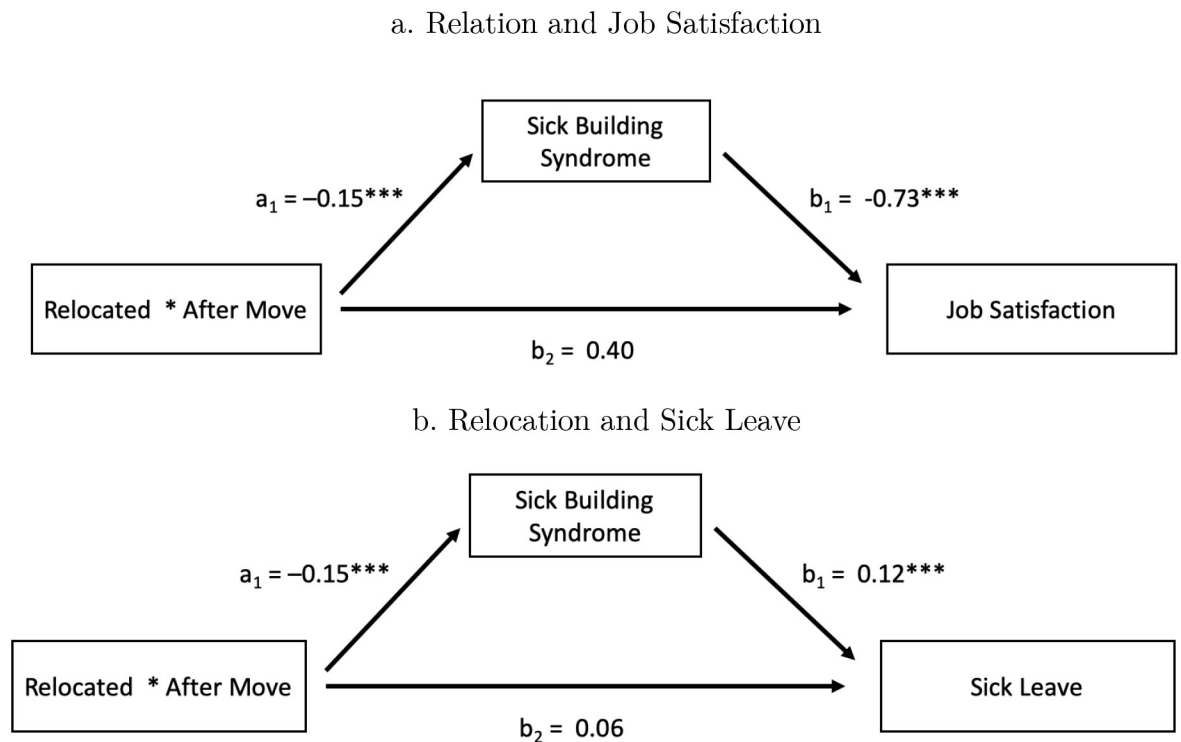 a. Relation and Job Satisfaction
Sick Building
Syndrome
a₁ = –0.15***
b₁ = -0.73***
Relocated * After Move
Job Satisfaction
b₂ = 0.40
b. Relocation and Sick Leave
Sick Building
Syndrome
a₁ = –0.15***
b₁ = 0.12***
Relocated * After Move
Sick Leave
b₂ = 0.06